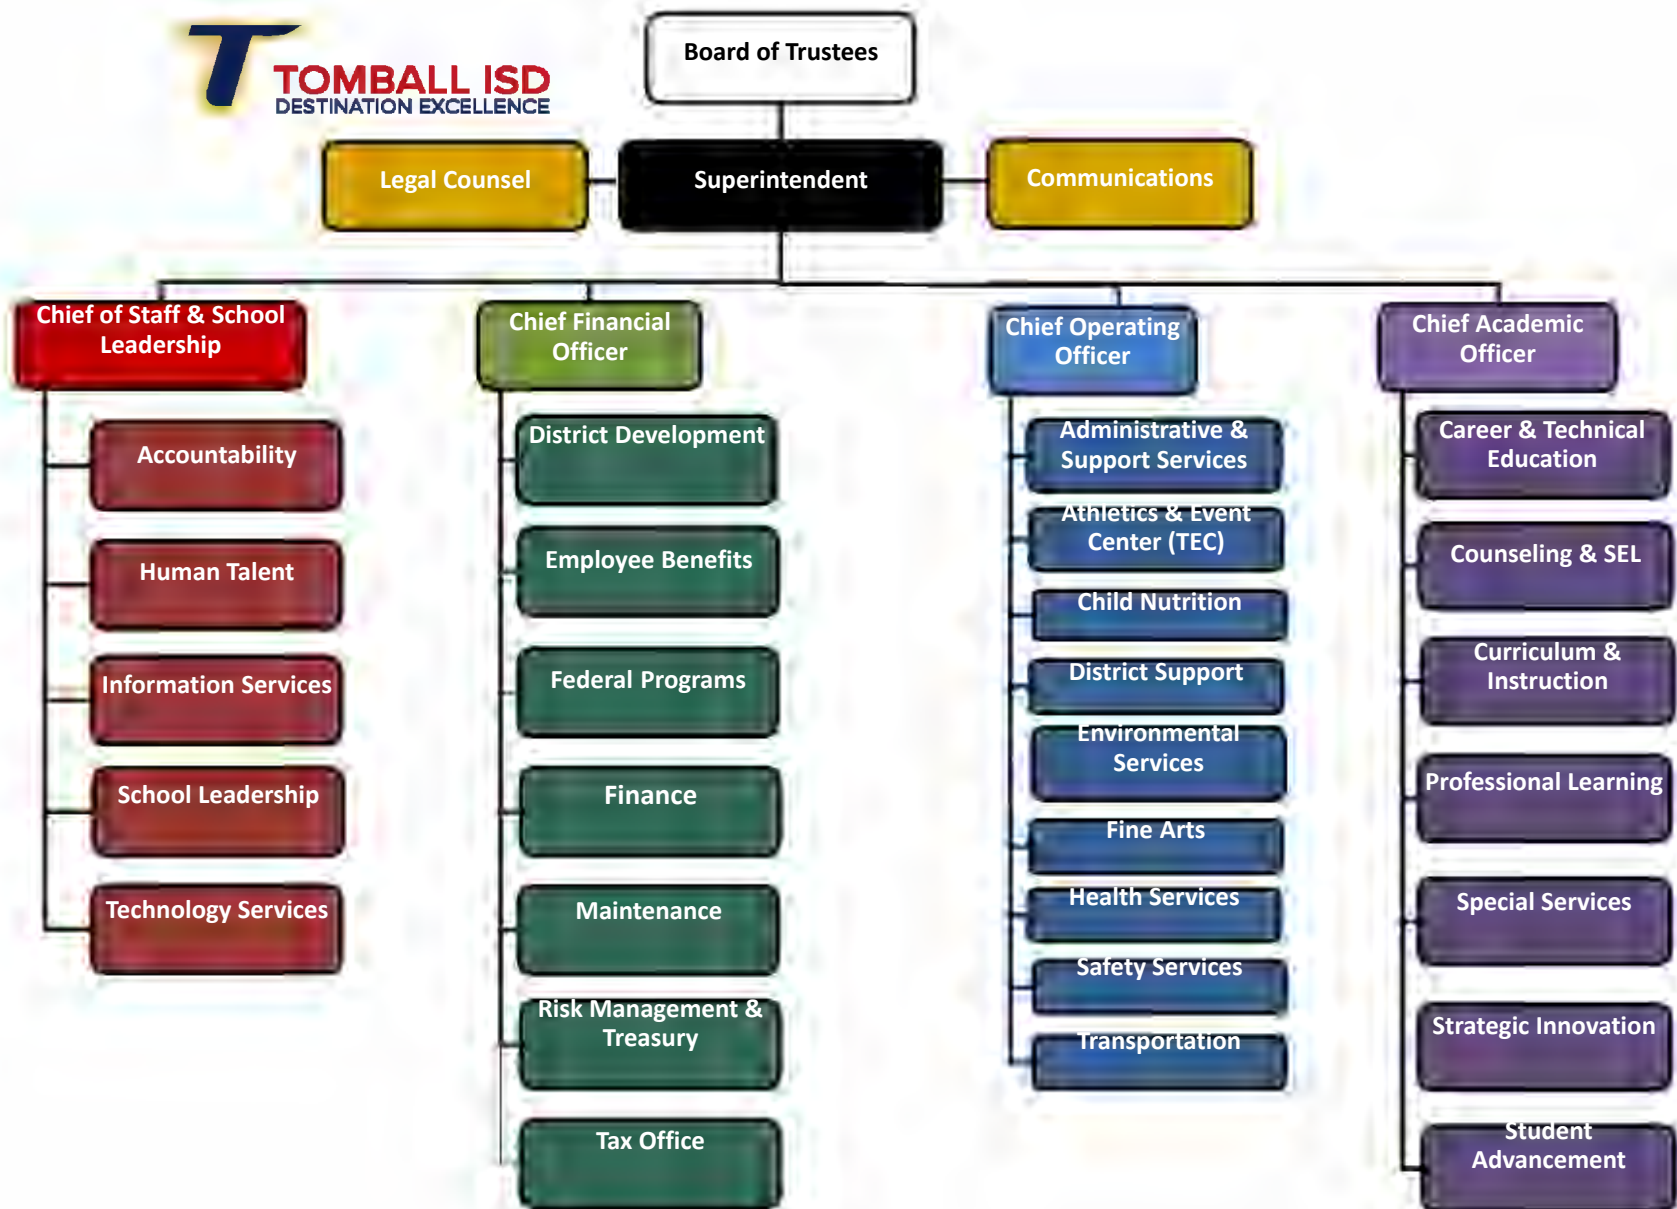 T
TOMBALL ISD
DESTINATION EXCELLENCE
Board of Trustees
Legal Counsel
Superintendent
Communications
Chief of Staff & School
Leadership
Accountability
Human Talent
Information Services
School Leadership
Technology Services
Chief Financial
Officer
District Development
Employee Benefits
Federal Programs
Finance
Maintenance
Risk Management &
Treasury
Tax Office
Chief Operating
Officer
Administrative &
Support Services
Athletics & Event
Center (TEC)
Child Nutrition
District Support
Environmental
Services
Fine Arts
Health Services
Safety Services
Transportation
Chief Academic
Officer
Career & Technical
Education
Counseling & SEL
Curriculum &
Instruction
Professional Learning
Special Services
Strategic Innovation
Student
Advancement